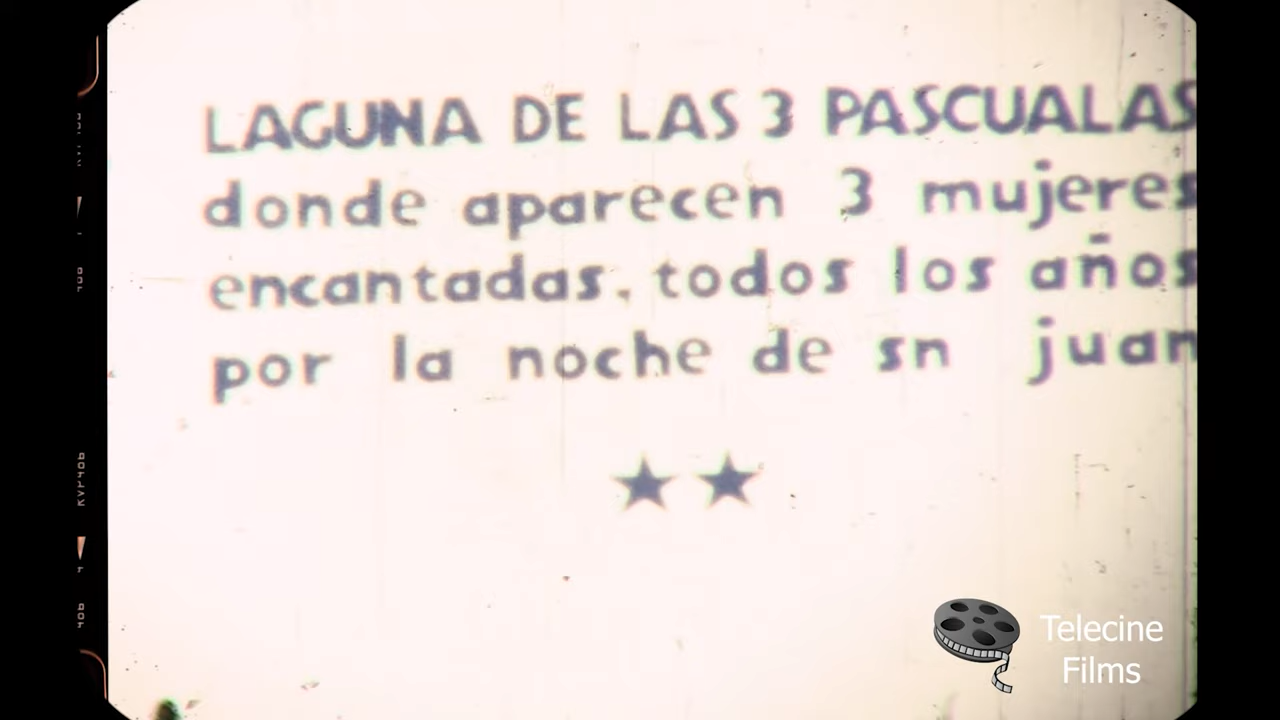 LAGUNA DE LAS 3 PASCUALAS
donde aparecen 3 mujeres
encantadas. todos los años
por la noche de sn juan
Telecine
Films